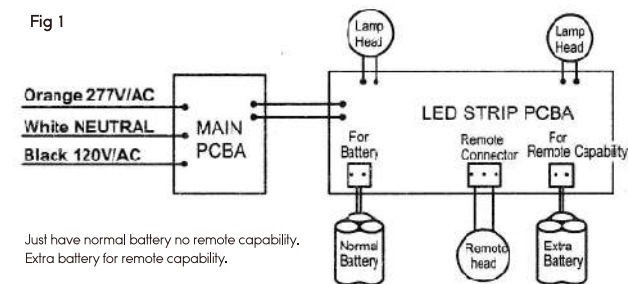 Fig 1
Lamp
Head
Lamp
Head
Orange 277V/AC
White NEUTRAL
Black 120V/AC
MAIN
PCBA
LED STRIP PCBA
For
Battery
Remote
Connector
For
Remote Capability
Normal
Battery
Remote
head
Extra
Battery
Just have normal battery no remote capability.
Extra battery for remote capability.